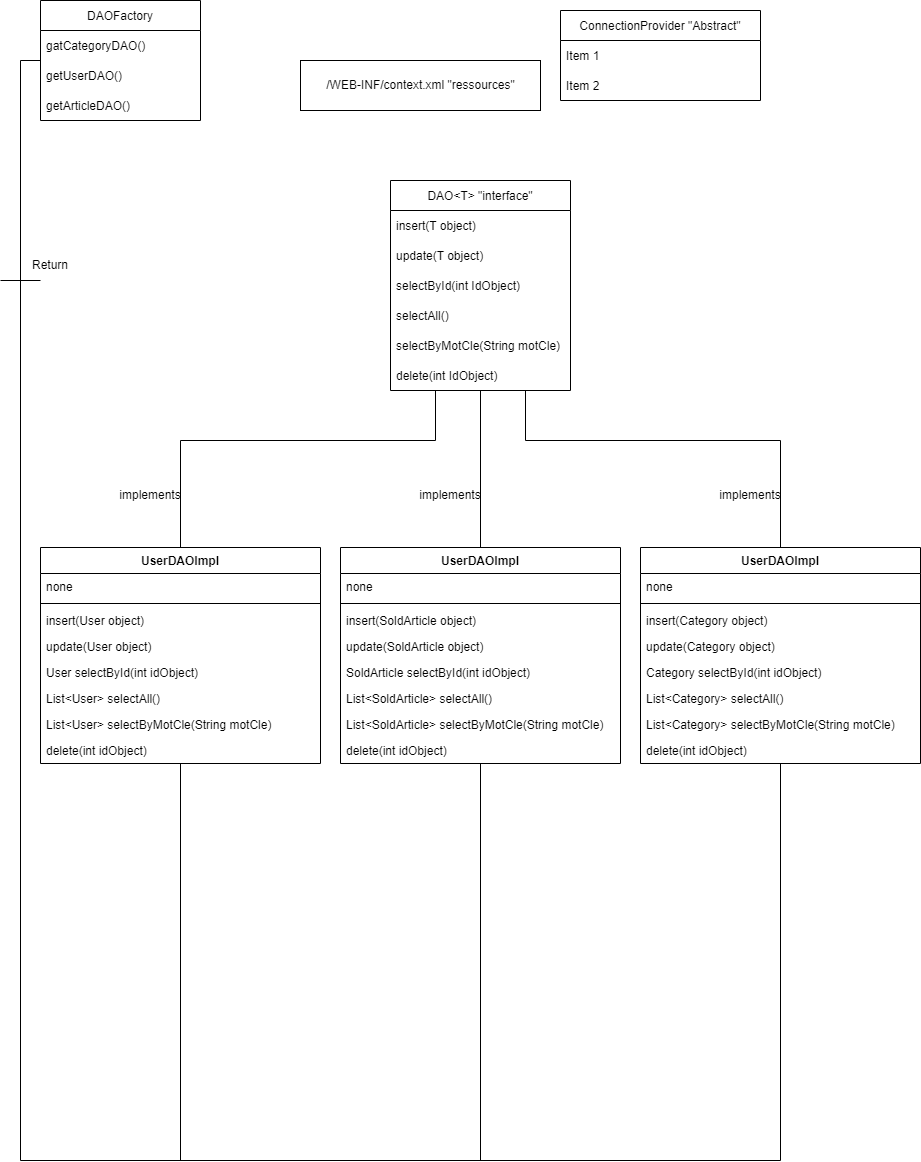 DAOFactory
gatCategoryDAO()
getUserDAO()
getArticleDAO()
/WEB-INF/context.xml "ressources"
ConnectionProvider "Abstract"
Item 1
Item 2
DAO<T> "interface"
insert(T object)
update(T object)
selectById(int IdObject)
selectAll()
selectByMotCle(String motCle)
delete(int IdObject)
Return
implements
implements
implements
UserDAOImpl
none
insert(User object)
update(User object)
User selectById(int idObject)
List<User> selectAll()
List<User> selectByMotCle(String motCle)
delete(int idObject)
UserDAOImpl
none
insert(SoldArticle object)
update(SoldArticle object)
SoldArticle selectById(int idObject)
List<SoldArticle> selectAll()
List<SoldArticle> selectByMotCle(String motCle)
delete(int idObject)
UserDAOImpl
none
insert(Category object)
update(Category object)
Category selectById(int idObject)
List<Category> selectAll()
List<Category> selectByMotCle(String motCle)
delete(int idObject)